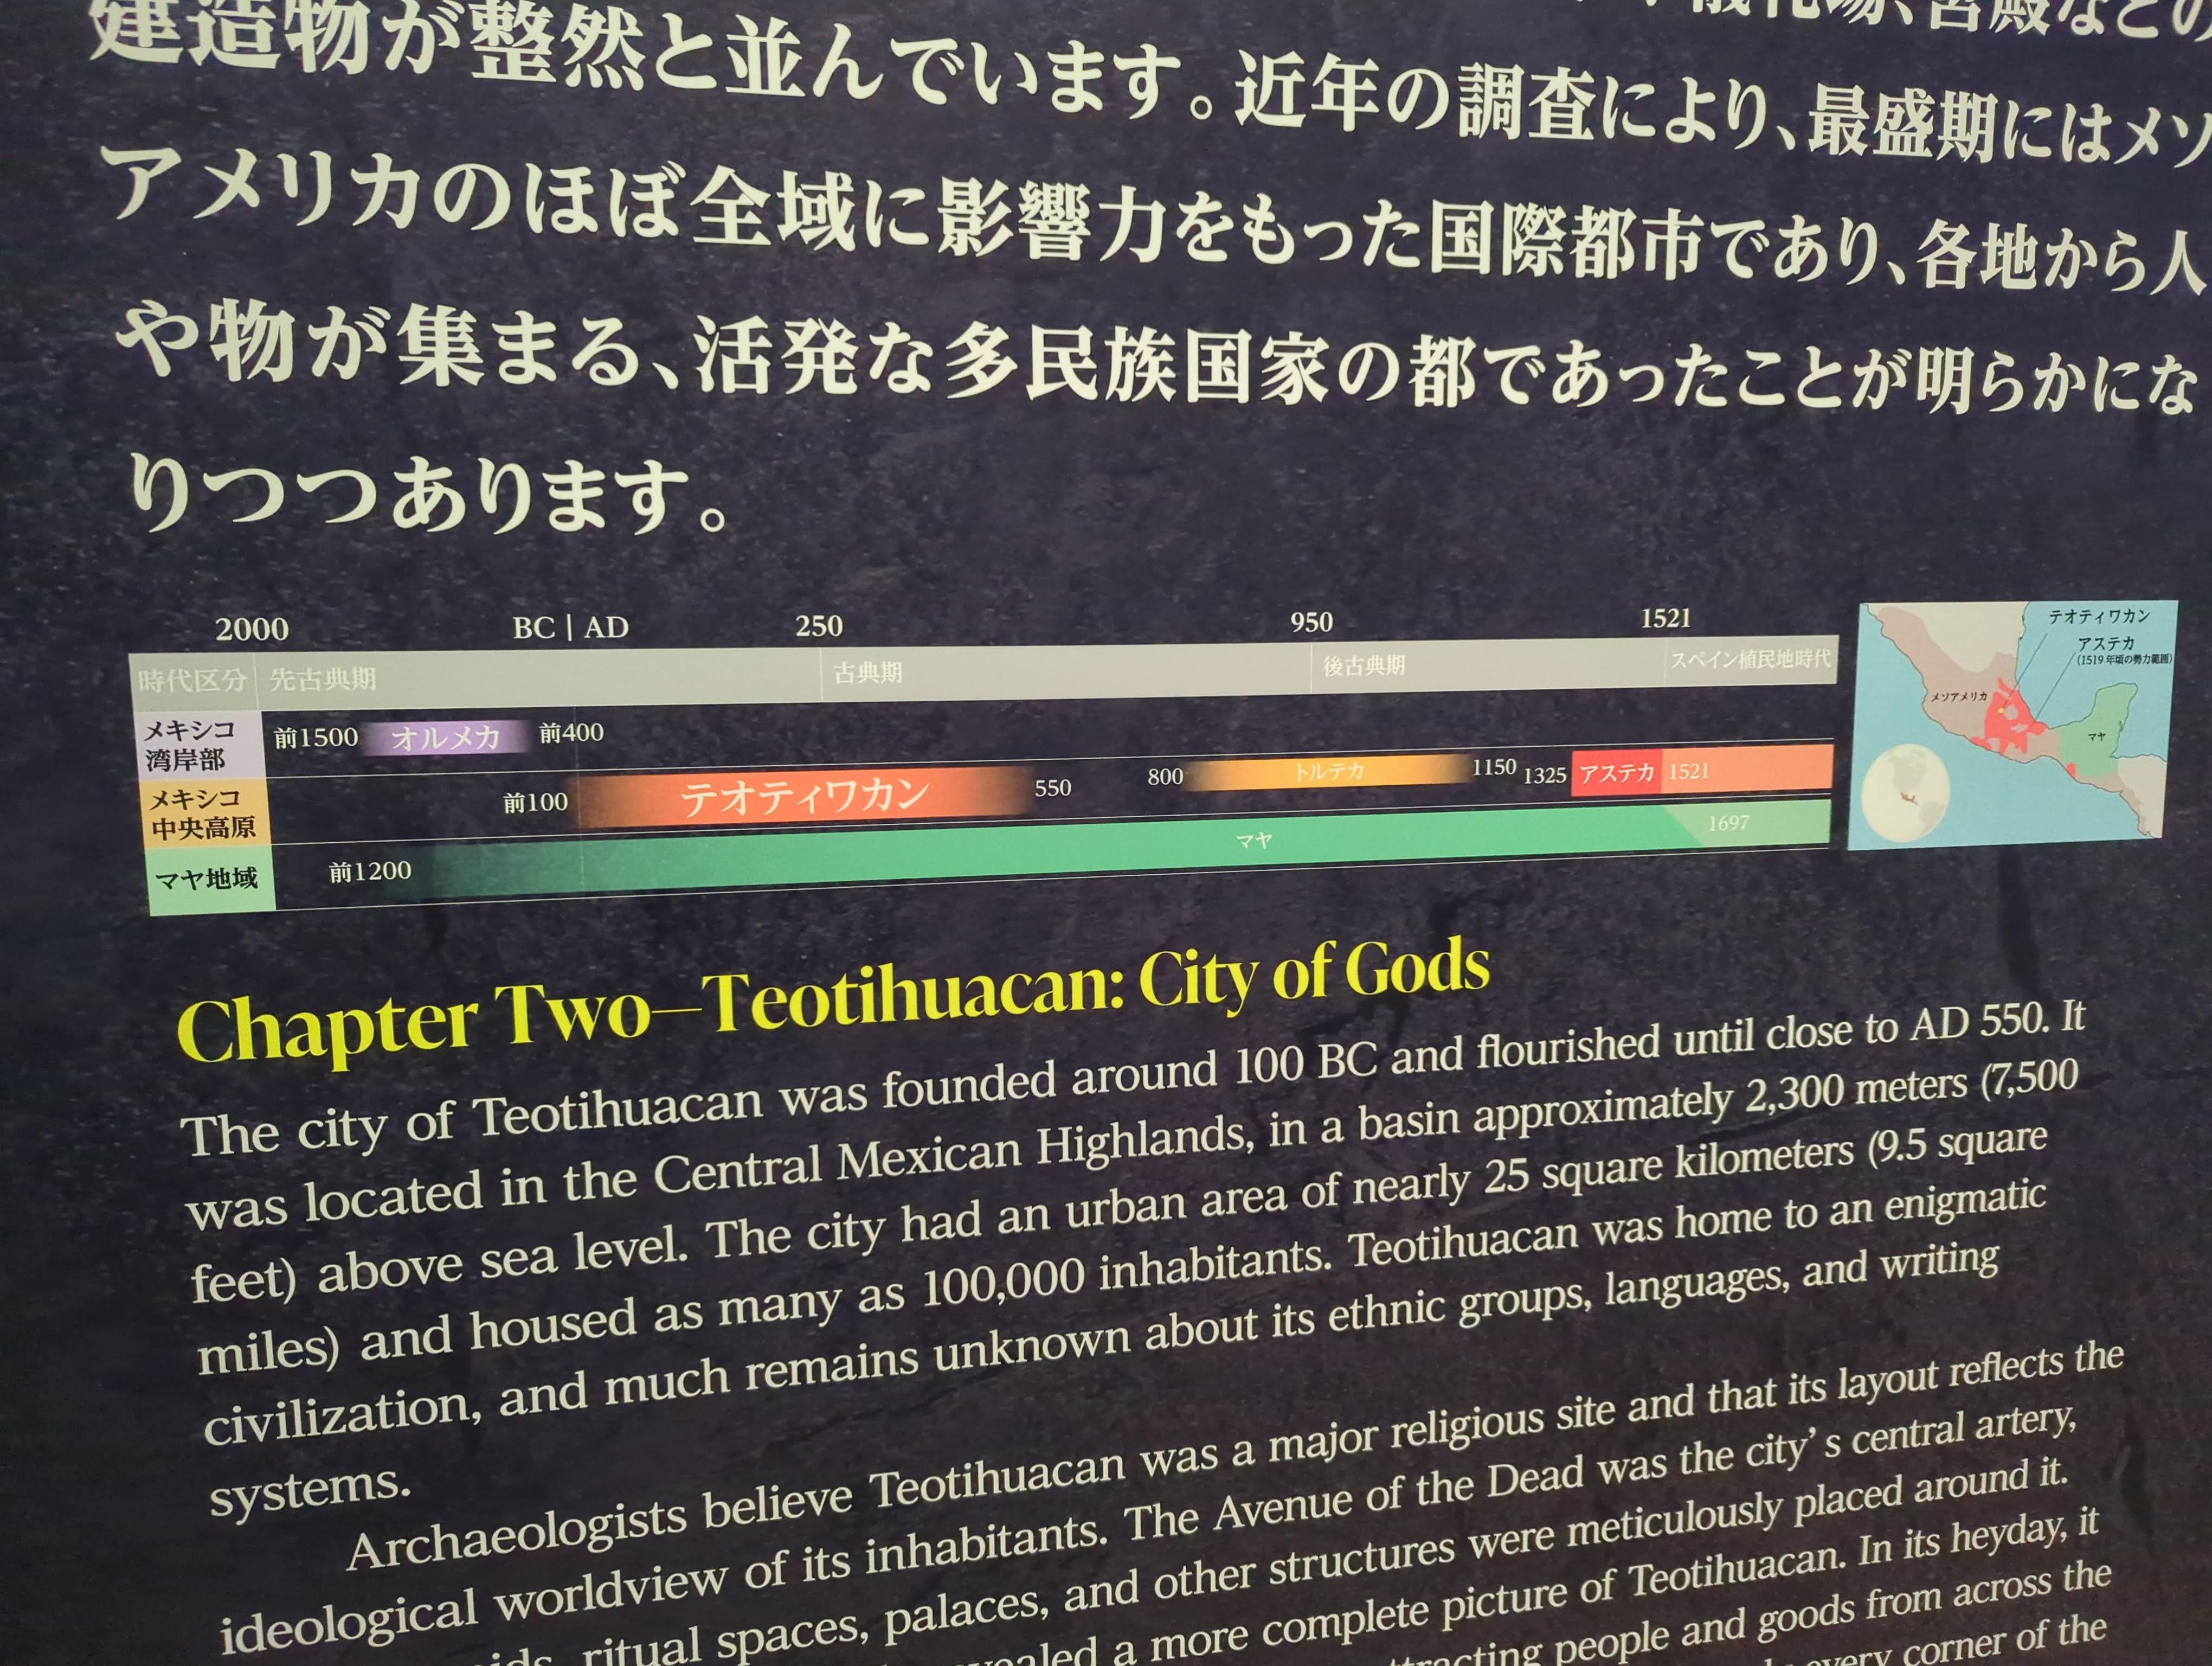 建造物が整然と並んでいます。近年の調査により、最盛期にはメソ
アメリカのほぼ全域に影響力をもった国際都市であり、各地から人
や物が集まる、活発な多民族国家の都であったことが明らかにな
りつつあります。
2000 BC | AD 250 950 1521
時代区分 先古典期 古典期 後古典期 スペイン植民地時代
メキシコ
湾岸部
前1500 オルメカ 前400
メキシコ
中央高原
前100 テオティワカン 550 800 トルテカ 1150 1325 アステカ 1521
マヤ地域 前1200 マヤ 1697
テオティワカン
アステカ
(1519年頃の勢力範囲)
メソアメリカ
マヤ
Chapter Two—Teotihuacan: City of Gods
The city of Teotihuacan was founded around 100 BC and flourished until close to AD 550. It
was located in the Central Mexican Highlands, in a basin approximately 2,300 meters (7,500
feet) above sea level. The city had an urban area of nearly 25 square kilometers (9.5 square
miles) and housed as many as 100,000 inhabitants. Teotihuacan was home to an enigmatic
civilization, and much remains unknown about its ethnic groups, languages, and writing
systems.
Archaeologists believe Teotihuacan was a major religious site and that its layout reflects the
ideological worldview of its inhabitants. The Avenue of the Dead was the city's central artery,
ritual spaces, palaces, and other structures were meticulously placed around it.
a more complete picture of Teotihuacan. In its heyday, it
people and goods from across the
every corner of the